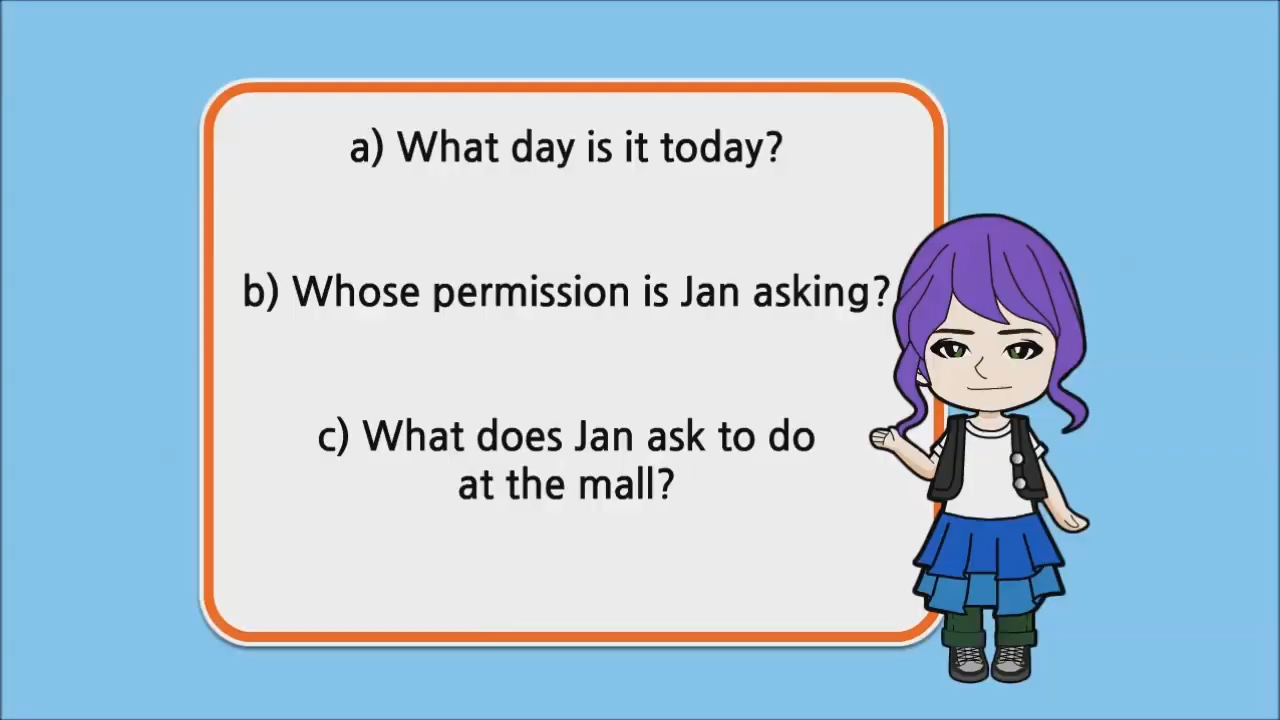 a) What day is it today?
b) Whose permission is Jan asking?
c) What does Jan ask to do
at the mall?